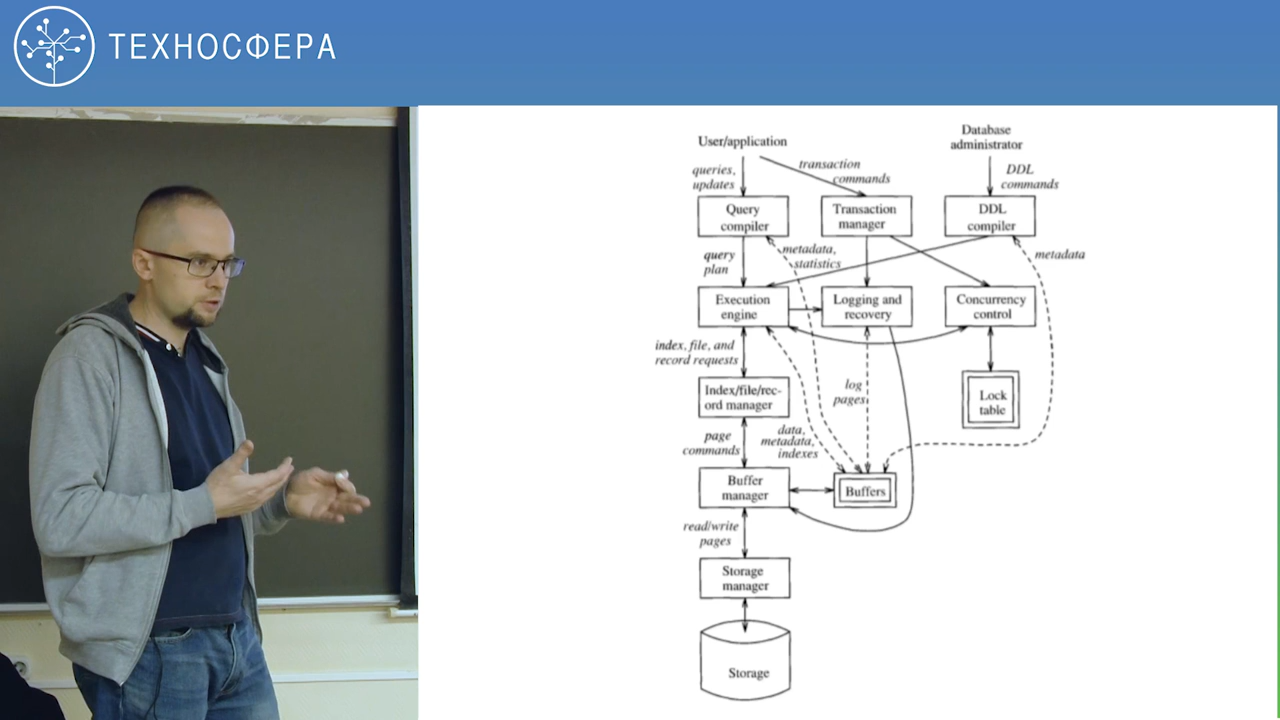 ТЕХНОСФЕРА
User/application
Database
administrator
queries,
updates
transaction
commands
DDL
commands
Query
compiler
Transaction
manager
DDL
compiler
query
plan
metadata,
statistics
metadata
Execution
engine
Logging and
recovery
Concurrency
control
index, file, and
record requests
Index/file/rec-
ord manager
log
pages
Lock
table
page
commands
data,
metadata,
indexes
Buffer
manager
Buffers
read/write
pages
Storage
manager
Storage